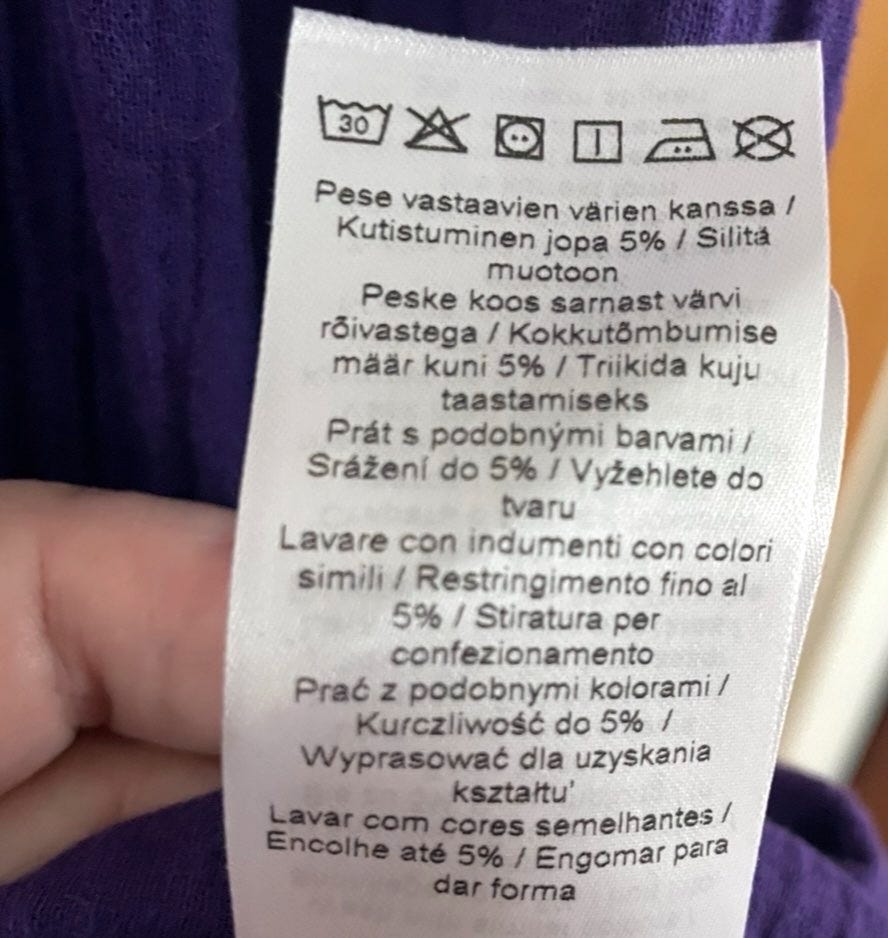 30
Pese vastaavien värien kanssa /
Kutistuminen jopa 5% / Silitä
muotoon
Peske koos sarnast värvi
rõivastega / Kokkutõmbumise
määr kuni 5% / Triikida kuju
taastamiseks
Prát s podobnými barvami /
Srážení do 5% / Vyžehlete do
tvaru
Lavare con indumenti con colori
simili / Restringimento fino al
5% / Stiratura per
confezionamento
Prać z podobnymi kolorami /
Kurczliwość do 5% /
Wyprasować dla uzyskania
kształtu'
Lavar com cores semelhantes /
Encolhe até 5% / Engomar para
dar forma